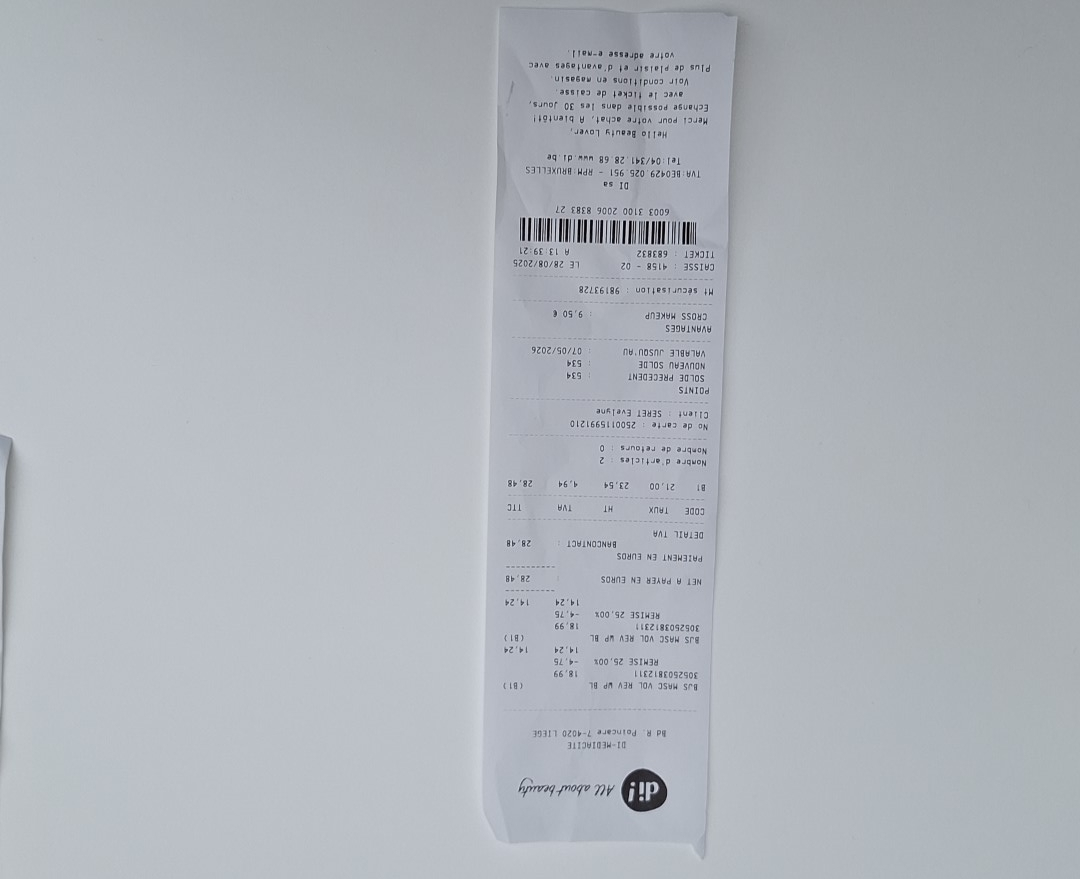 di! All about beauty
DI-MEDIACITE
Bd R. Poincare 7-4020 LIEGE
BJS MASC VOL REV WP BL (B1)
3052503812311 18,99
REMISE 25,00% -4,75
14,24 14,24
BJS MASC VOL REV WP BL (B1)
3052503812311 18,99
REMISE 25,00% -4,75
14,24 14,24
NET A PAYER EN EUROS : 28,48
PAIEMENT EN EUROS
BANCONTACT : 28,48
DETAIL TVA
CODE TAUX HT TVA TTC
B1 21,00 23,54 4,94 28,48
Nombre d'articles : 2
Nombre de retours : 0
No de carte : 2500115991210
Client : SERET Evelyne
POINTS
SOLDE PRECEDENT : 534
NOUVEAU SOLDE : 534
VALABLE JUSQU'AU : 07/05/2026
AVANTAGES
CROSS MAKEUP : 9,50 €
Mt sécurisation : 98193728
CAISSE : 4158 - 02 LE 28/08/2025
TICKET : 683832 A 13:39:21
6003 3100 2006 8383 27
DI sa
TVA:BE0429.025.951 - RPM:BRUXELLES
Tel:04/341.28.68 www.di.be
Hello Beauty Lover,
Merci pour votre achat, A bientôt!
Echange possible dans les 30 jours,
avec le ticket de caisse.
Voir conditions en magasin.
Plus de plaisir et d'avantages avec
votre adresse e-mail.